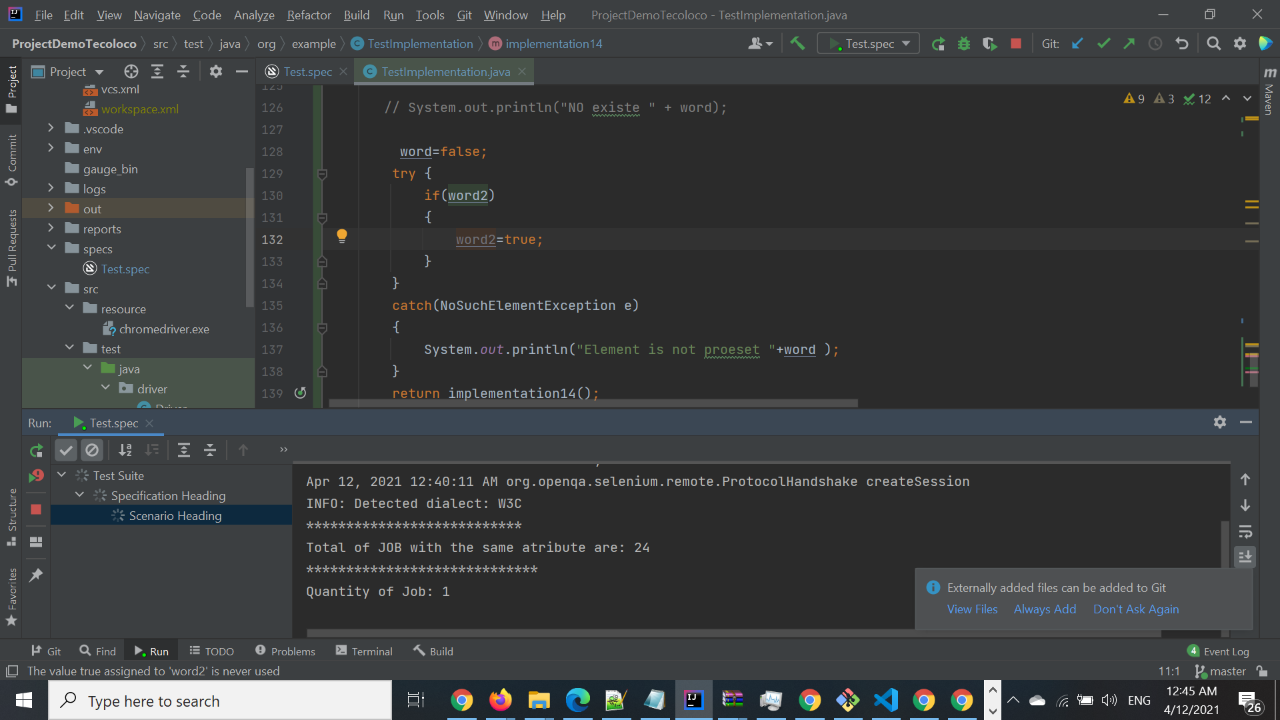 File Edit View Navigate Code Analyze Refactor Build Run Tools Git Window Help ProjectDemoTecoloco - TestImplementation.java
ProjectDemoTecoloco src test java org example TestImplementation implementation14 Test.spec Git:
Project
Test.spec TestImplementation.java
vcs.xml
workspace.xml
.vscode
env
gauge_bin
logs
out
reports
specs
Test.spec
src
resource
chromedriver.exe
test
java
driver
Driver
Project
Commit
Pull Requests
Structure
Favorites
Maven
9 3 12
125
126 // System.out.println("NO existe " + word);
127
128 word=false;
129 try {
130 if(word2)
131 {
132 word2=true;
133 }
134 }
135 catch(NoSuchElementException e)
136 {
137 System.out.println("Element is not proeset "+word );
138 }
139 return implementation14();
Run: Test.spec
Test Suite
Specification Heading
Scenario Heading
Apr 12, 2021 12:40:11 AM org.openqa.selenium.remote.ProtocolHandshake createSession
INFO: Detected dialect: W3C
***************************
Total of JOB with the same atribute are: 24
*****************************
Quantity of Job: 1
Externally added files can be added to Git
View Files Always Add Don't Ask Again
Git Find Run TODO Problems Terminal Build 4 Event Log
The value true assigned to 'word2' is never used 11:1 master
Type here to search
ENG 12:45 AM
4/12/2021
26